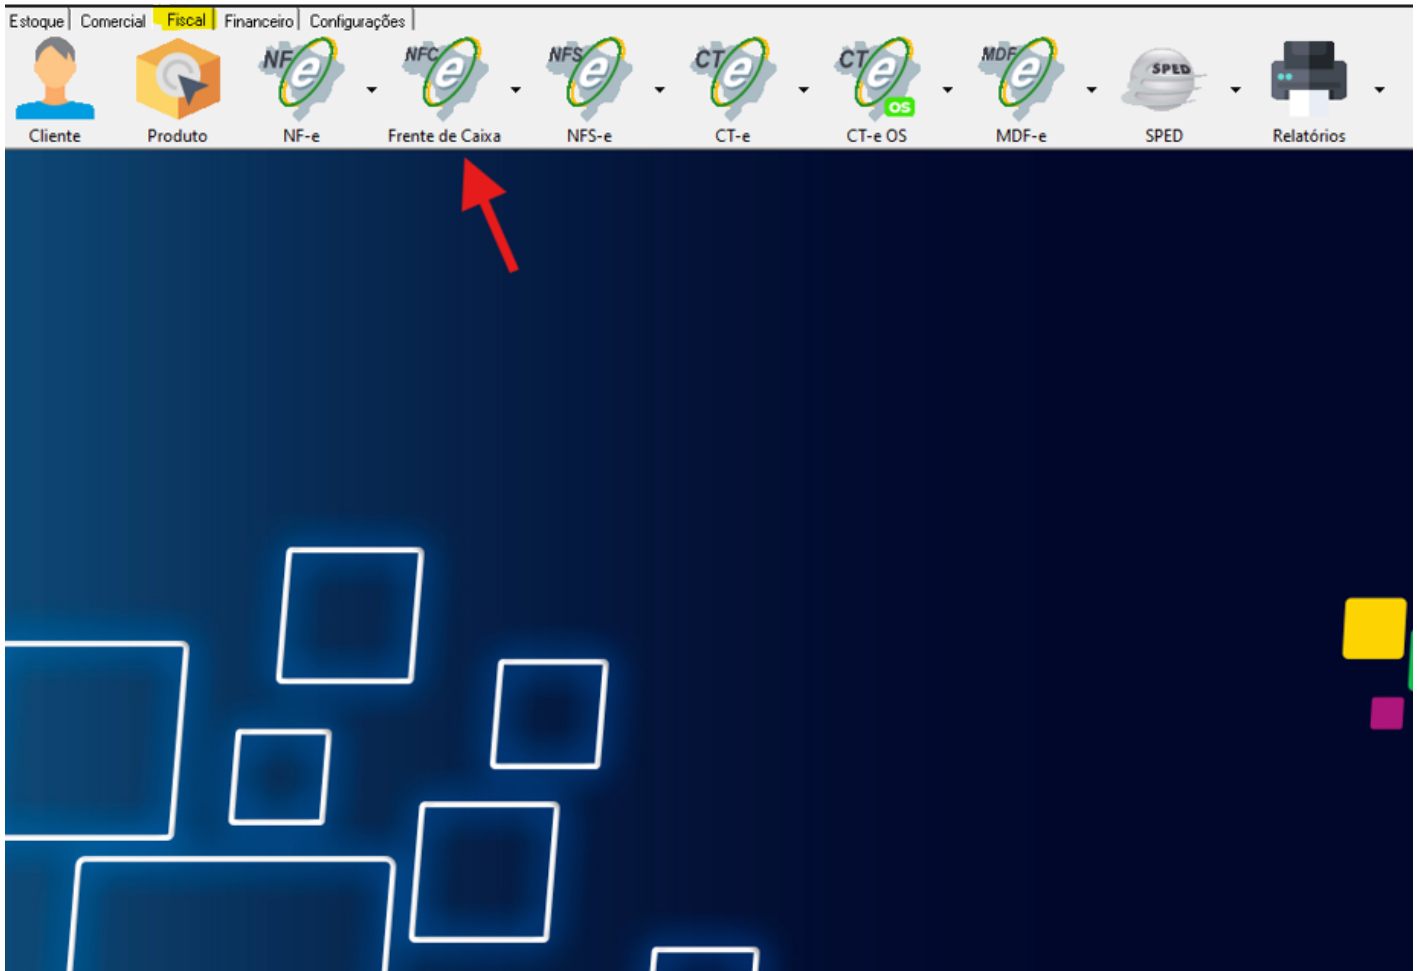 Estoque Comercial Fiscal Financeiro Configurações
NF NFC NFS CT CT MDF SPED
e e e e e e
OS
Cliente Produto NF-e Frente de Caixa NFS-e CT-e CT-e OS MDF-e SPED Relatórios